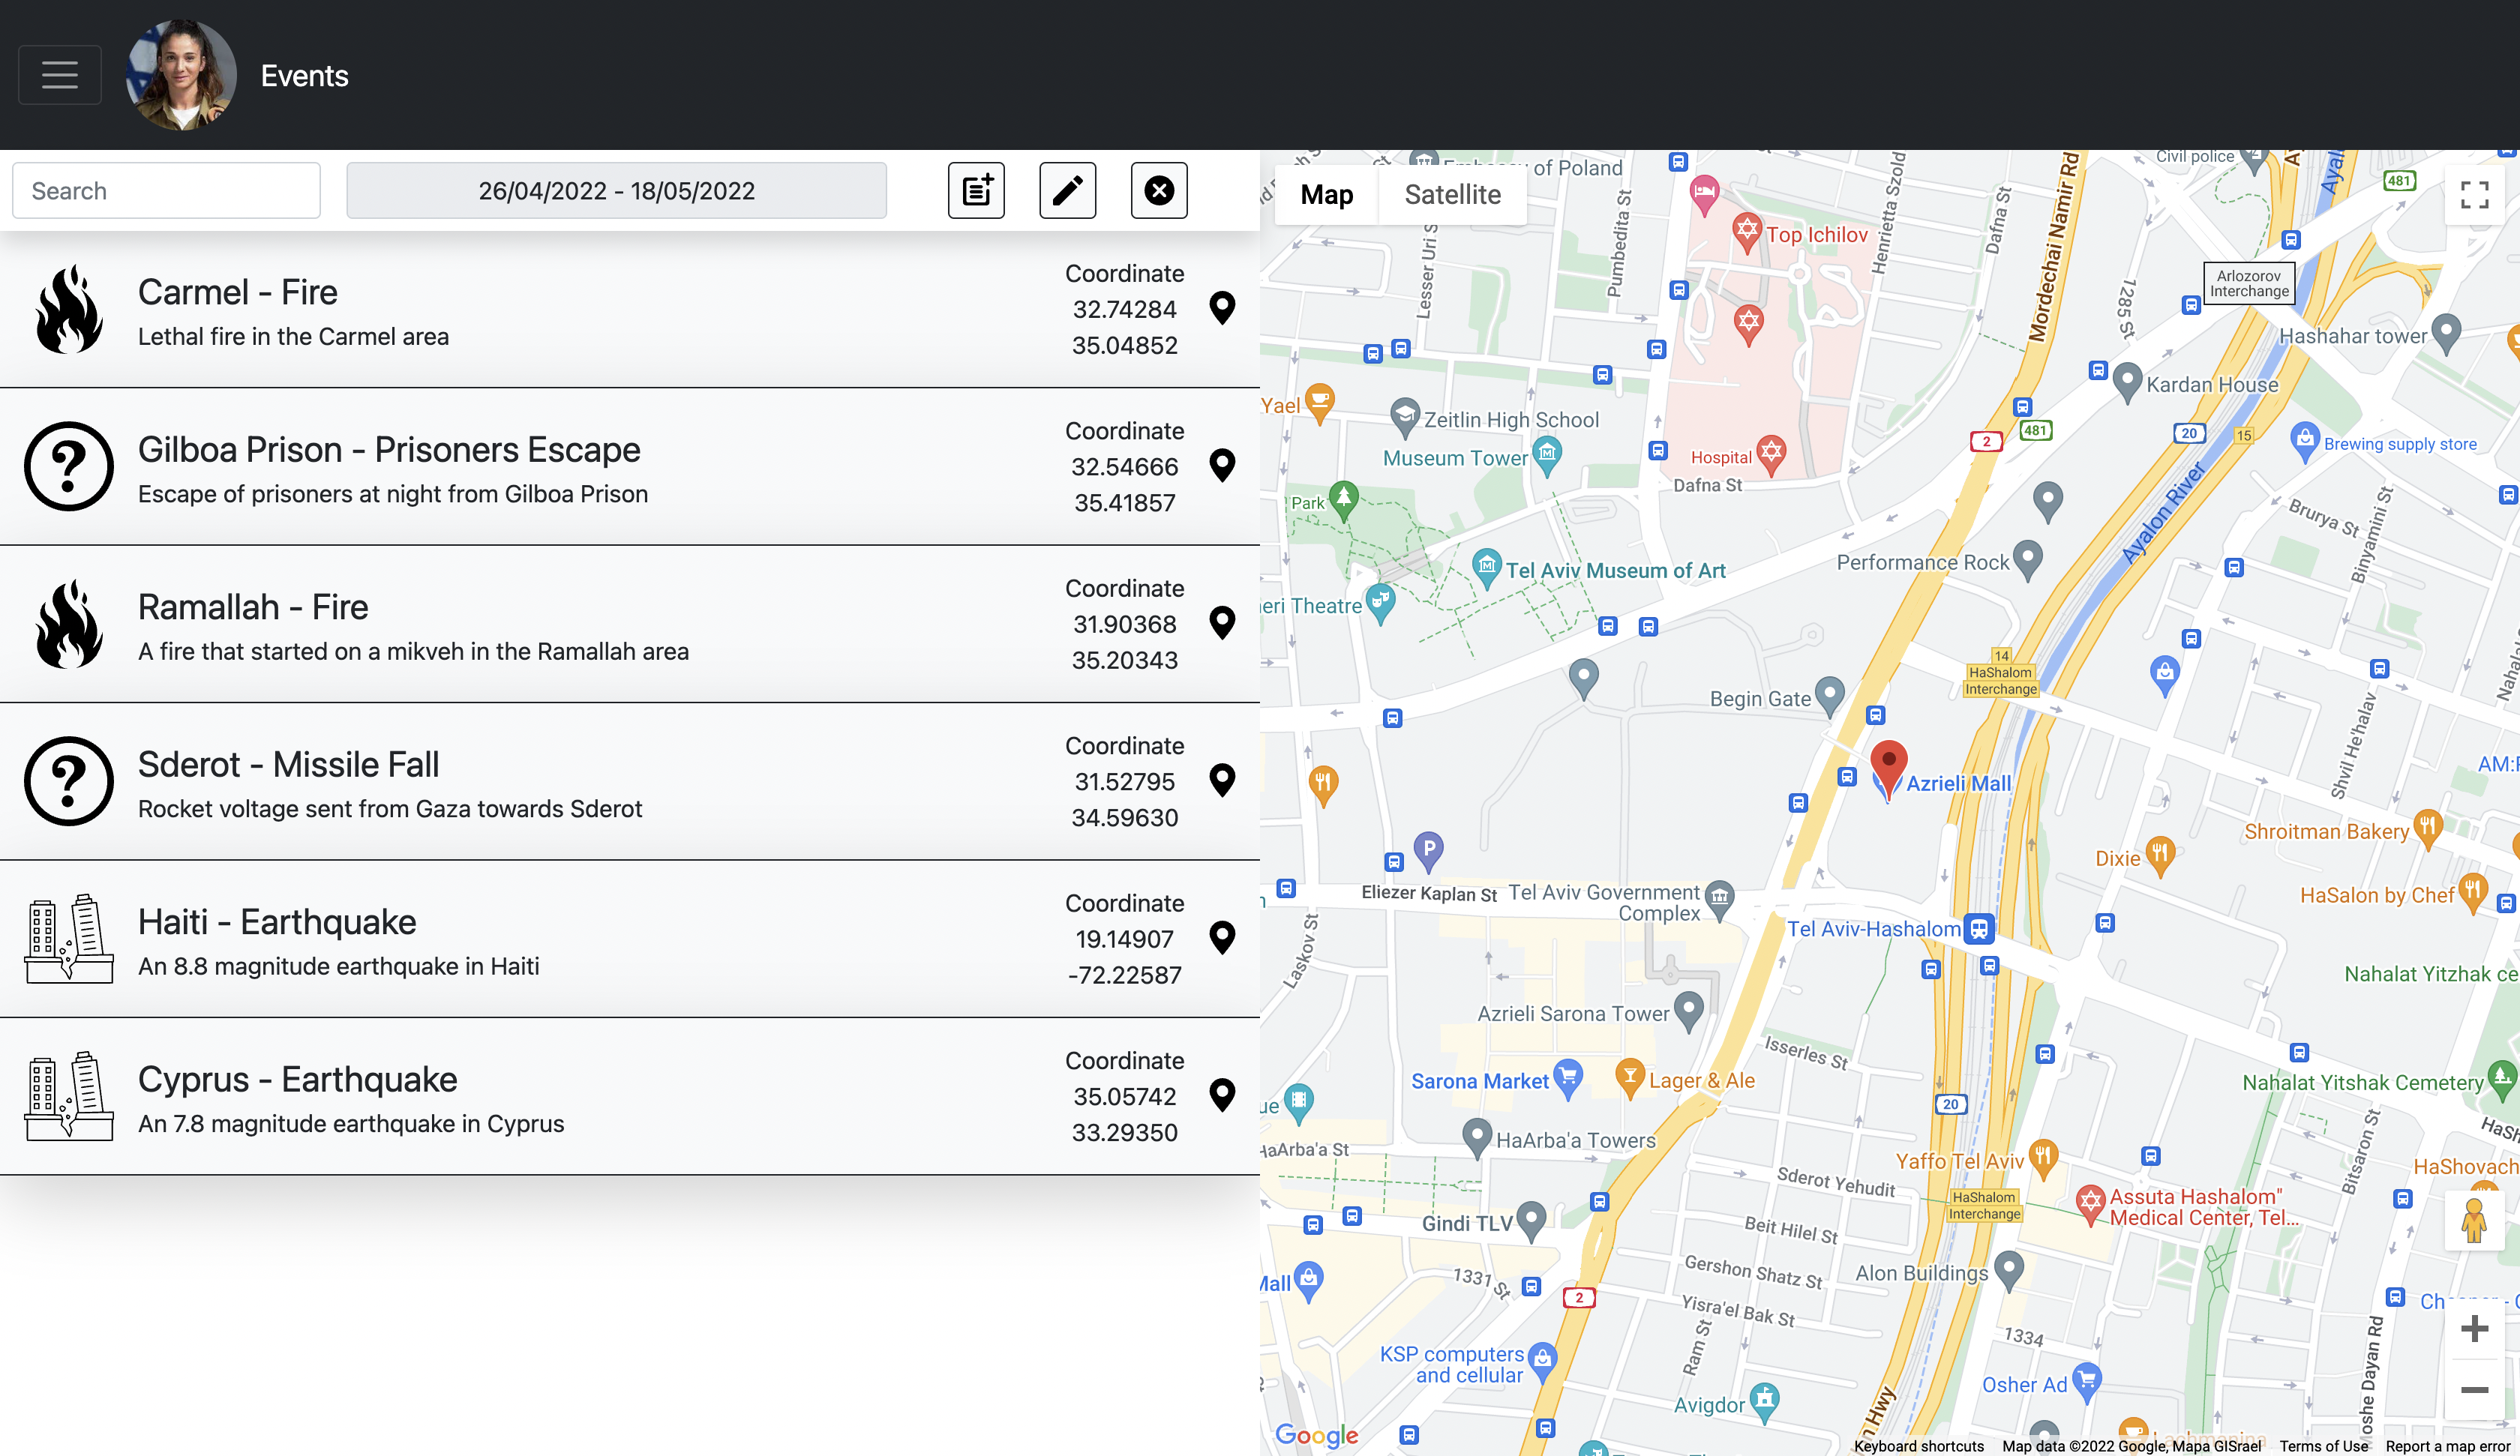 Events
Search
26/04/2022 - 18/05/2022
Carmel - Fire
Lethal fire in the Carmel area
Coordinate
32.74284
35.04852
Gilboa Prison - Prisoners Escape
Escape of prisoners at night from Gilboa Prison
Coordinate
32.54666
35.41857
Ramallah - Fire
A fire that started on a mikveh in the Ramallah area
Coordinate
31.90368
35.20343
Sderot - Missile Fall
Rocket voltage sent from Gaza towards Sderot
Coordinate
31.52795
34.59630
Haiti - Earthquake
An 8.8 magnitude earthquake in Haiti
Coordinate
19.14907
-72.22587
Cyprus - Earthquake
An 7.8 magnitude earthquake in Cyprus
Coordinate
35.05742
33.29350
Map
Satellite
of Poland
Civil police
481
Top Ichilov
Henrietta Szold
Dafna St
Mordechai Namir Rd
Pumbedita St
Lesser Uri S
1285 St
Arlozorov
Interchange
Hashahar tower
Kardan House
Yael
Zeitlin High School
Museum Tower
Hospital
Dafna St
2
481
20
15
Brewing supply store
Park
Ayalon River
Brurya St
Binyamini St
Performance Rock
Tel Aviv Museum of Art
eri Theatre
14
HaShalom
Interchange
Begin Gate
Shvil He'halav
Azrieli Mall
Shroitman Bakery
Dixie
HaSalon by Chef
Eliezer Kaplan St
Tel Aviv Government
Complex
Tel Aviv-Hashalom
Laskov St
Nahalat Yitzhak ce
Azrieli Sarona Tower
Isserles St
Sarona Market
Lager & Ale
Nahalat Yitshak Cemetery
20
ue
HaArba'a Towers
HaArba'a St
Yaffo Tel Aviv
HaShovach
Bitsaron St
Sderot Yehudit
HaShalom
Interchange
Assuta Hashalom"
Medical Center, Tel...
Gindi TLV
Beit Hilel St
Gershon Shatz St
Alon Buildings
Mall
1331 St
2
Yisra'el Bak St
Ram St
1334
Moshe Dayan Rd
KSP computers
and cellular
Osher Ad
Avigdor
n Hwy
Google
Keyboard shortcuts
Map data ©2022 Google, Mapa GISrael
Terms of Use
Report a map error